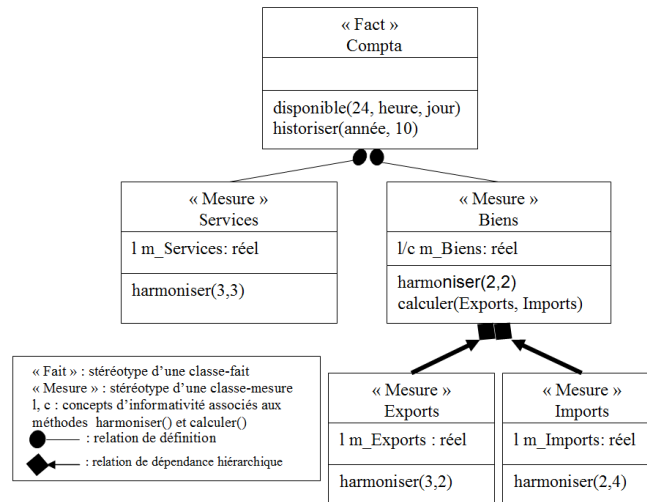 « Fact »
Compta
disponible(24, heure, jour)
historiser(année, 10)
« Mesure »
Services
l m_Services: réel
harmoniser(3,3)
« Mesure »
Biens
l/c m_Biens: réel
harmoniser(2,2)
calculer(Exports, Imports)
« Mesure »
Exports
l m_Exports : réel
harmoniser(3,2)
« Mesure »
Imports
l m_Imports: réel
harmoniser(2,4)
« Fait » : stéréotype d'une classe-fait
« Mesure » : stéréotype d'une classe-mesure
l, c : concepts d'informativité associés aux
méthodes harmoniser() et calculer()
: relation de définition
: relation de dépendance hiérarchique